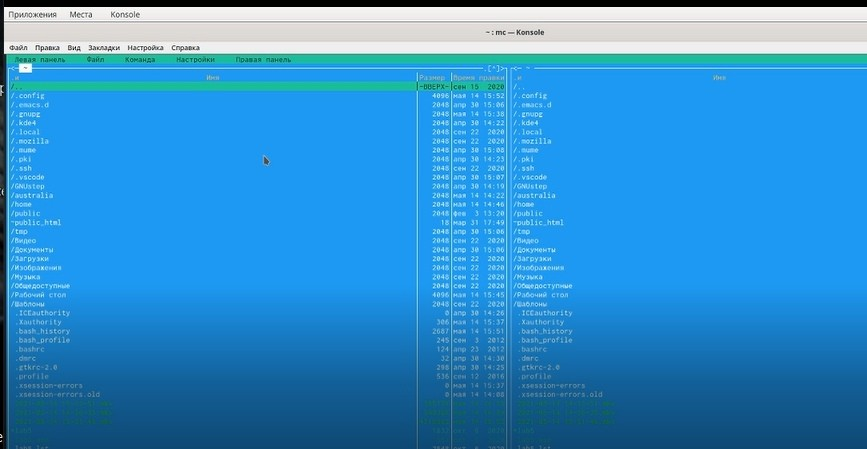 Приложения Места Konsole
~ : mc — Konsole
Файл Правка Вид Закладки Настройка Справка
Левая панель Файл Команда Настройки Правая панель
<- ~ .[^]> <- ~
.и Имя Размер Время правки .и Имя
/.. -ВВЕРХ- сен 15 2020 /..
/.config 4096 мая 14 15:52 /.config
/.emacs.d 2048 апр 30 15:06 /.emacs.d
/.gnupg 2048 мая 14 15:38 /.gnupg
/.kde4 2048 апр 30 14:22 /.kde4
/.local 2048 сен 22 2020 /.local
/.mozilla 2048 сен 22 2020 /.mozilla
/.mume 2048 апр 30 15:08 /.mume
/.pki 2048 апр 30 14:23 /.pki
/.ssh 2048 сен 22 2020 /.ssh
/.vscode 2048 апр 30 15:07 /.vscode
/GNUstep 2048 апр 30 14:19 /GNUstep
/australia 2048 мая 14 14:22 /australia
/home 2048 мая 14 14:46 /home
/public 2048 фев 3 13:20 /public
~public_html 18 мар 31 17:49 ~public_html
/tmp 2048 апр 30 15:06 /tmp
/Видео 2048 сен 22 2020 /Видео
/Документы 2048 апр 30 15:06 /Документы
/Загрузки 2048 сен 22 2020 /Загрузки
/Изображения 2048 сен 22 2020 /Изображения
/Музыка 2048 сен 22 2020 /Музыка
/Общедоступные 2048 сен 22 2020 /Общедоступные
/Рабочий стол 4096 мая 14 15:45 /Рабочий стол
/Шаблоны 2048 сен 22 2020 /Шаблоны
.ICEauthority 0 апр 30 14:26 .ICEauthority
.Xauthority 306 мая 14 15:37 .Xauthority
.bash_history 2687 мая 14 15:51 .bash_history
.bash_profile 245 сен 3 2012 .bash_profile
.bashrc 124 апр 23 2012 .bashrc
.dmrc 32 апр 30 14:30 .dmrc
.gtkrc-2.0 298 апр 30 14:25 .gtkrc-2.0
.profile 536 сен 12 2016 .profile
.xsession-errors 0 мая 14 15:37 .xsession-errors
.xsession-errors.old 0 мая 14 14:08 .xsession-errors.old